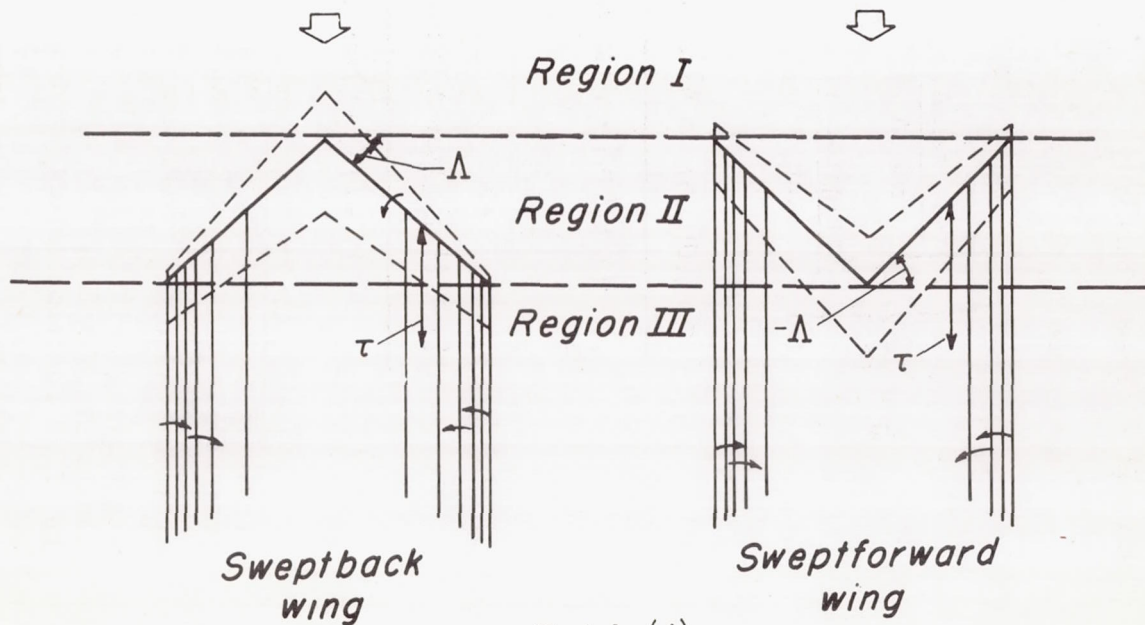 Region I
Λ
Region II
Region III
τ
-Λ
τ
Sweptback
wing
Sweptforward
wing